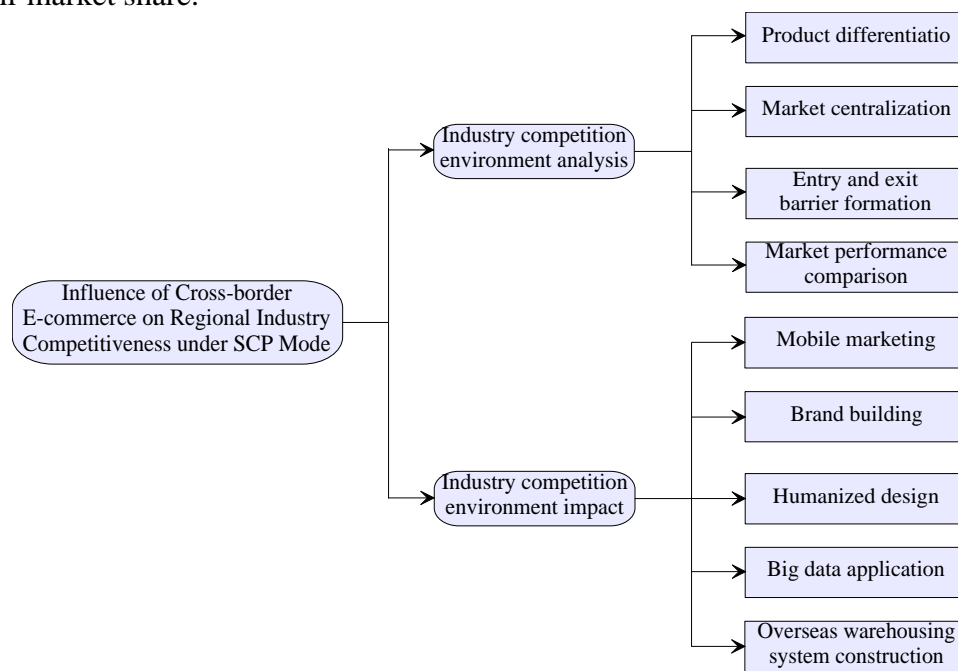 ir market share.
Product differentiatio
Market centralization
Industry competition
environment analysis
Entry and exit
barrier formation
Market performance
comparison
Influence of Cross-border
E-commerce on Regional Industry
Competitiveness under SCP Mode
Mobile marketing
Brand building
Industry competition
environment impact
Humanized design
Big data application
Overseas warehousing
system construction